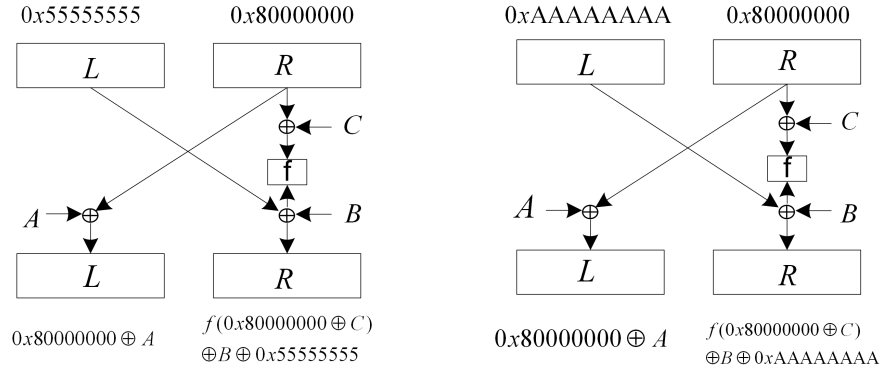 0x55555555 0x80000000
L R
C
f
A B
L R
0x80000000 ⊕ A
f(0x80000000 ⊕ C)
⊕B ⊕ 0x55555555
0xAAAAAAAA 0x80000000
L R
C
f
A B
L R
0x80000000 ⊕ A
f(0x80000000 ⊕ C)
⊕B ⊕ 0xAAAAAAAA